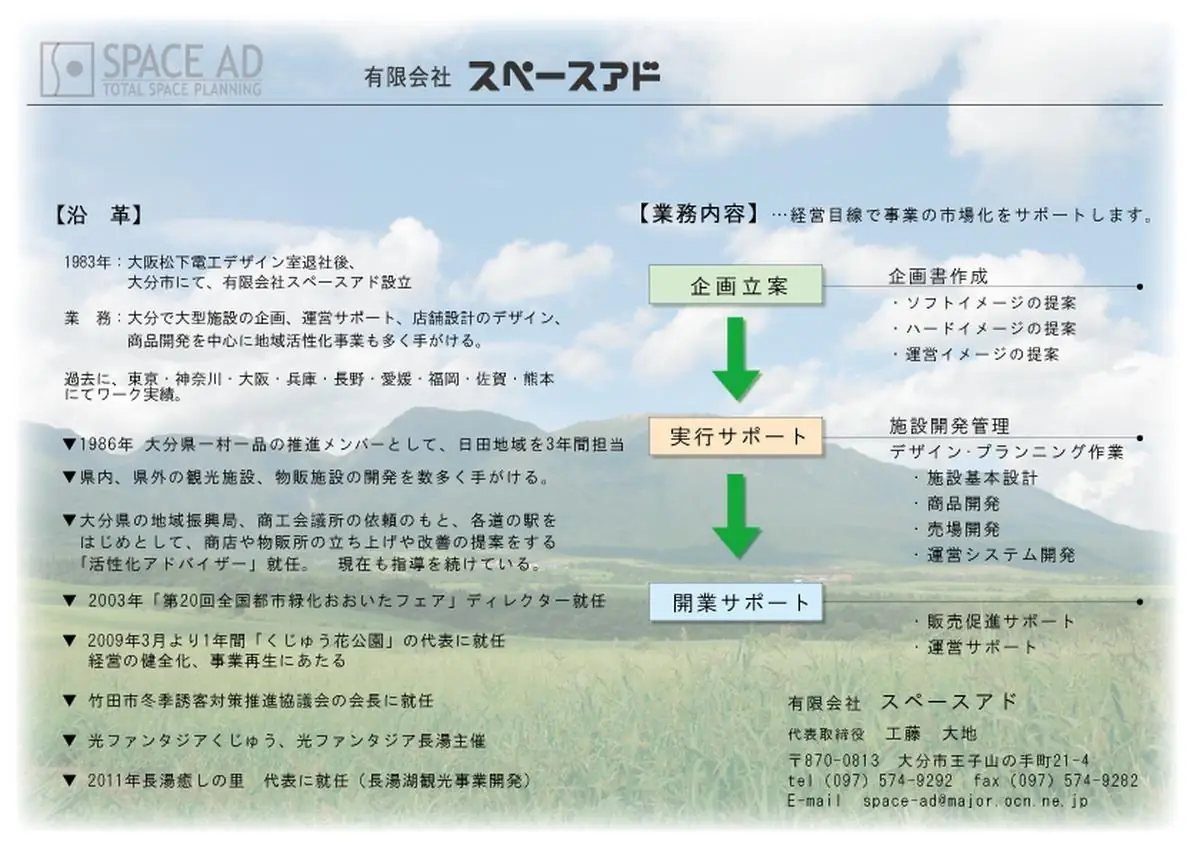 SPACE AD
TOTAL SPACE PLANNING
有限会社 スペースアド
【沿　革】
1983年：大阪松下電工デザイン室退社後、
大分市にて、有限会社スペースアド設立
業　務：大分で大型施設の企画、運営サポート、店舗設計のデザイン、
商品開発を中心に地域活性化事業も多く手がける。
過去に、東京・神奈川・大阪・兵庫・長野・愛媛・福岡・佐賀・熊本
にてワーク実績。
▼1986年 大分県一村一品の推進メンバーとして、日田地域を3年間担当
▼県内、県外の観光施設、物販施設の開発を数多く手がける。
▼大分県の地域振興局、商工会議所の依頼のもと、各道の駅を
はじめとして、商店や物販所の立ち上げや改善の提案をする
「活性化アドバイザー」就任。　現在も指導を続けている。
▼ 2003年「第20回全国都市緑化おおいたフェア」ディレクター就任
▼ 2009年3月より1年間「くじゅう花公園」の代表に就任
経営の健全化、事業再生にあたる
▼ 竹田市冬季誘客対策推進協議会の会長に就任
▼ 光ファンタジアくじゅう、光ファンタジア長湯主催
▼ 2011年長湯癒しの里　代表に就任（長湯湖観光事業開発）
【業務内容】…経営目線で事業の市場化をサポートします。
企画立案
企画書作成
・ソフトイメージの提案
・ハードイメージの提案
・運営イメージの提案
実行サポート
施設開発管理
デザイン・プランニング作業
・施設基本設計
・商品開発
・売場開発
・運営システム開発
開業サポート
・販売促進サポート
・運営サポート
有限会社　スペースアド
代表取締役　工藤　大地
〒870-0813　大分市王子山の手町21-4
tel (097) 574-9292　fax (097) 574-9282
E-mail　space-ad@major.ocn.ne.jp